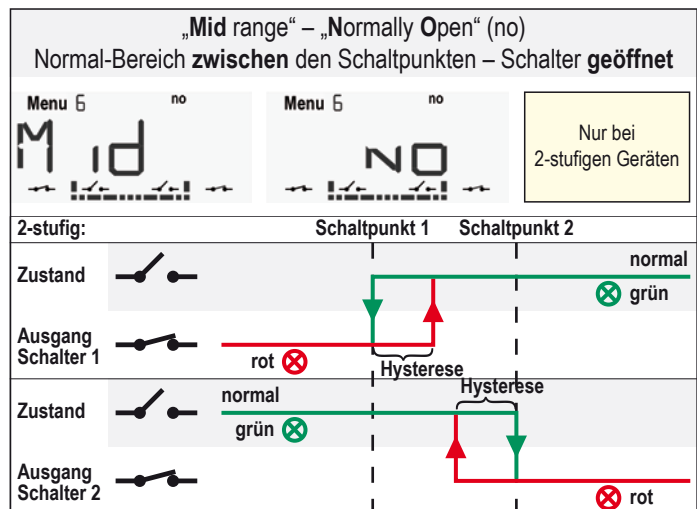 „Mid range“ – „Normally Open“ (no)
Normal-Bereich zwischen den Schaltpunkten – Schalter geöffnet
Menu 6 no
Mid
Menu 6 no
NO
Nur bei
2-stufigen Geräten
2-stufig: Schaltpunkt 1 Schaltpunkt 2
normal
Zustand
grün
Ausgang
Schalter 1
rot
Hysterese
Hysterese
normal
Zustand
grün
Ausgang
Schalter 2
rot